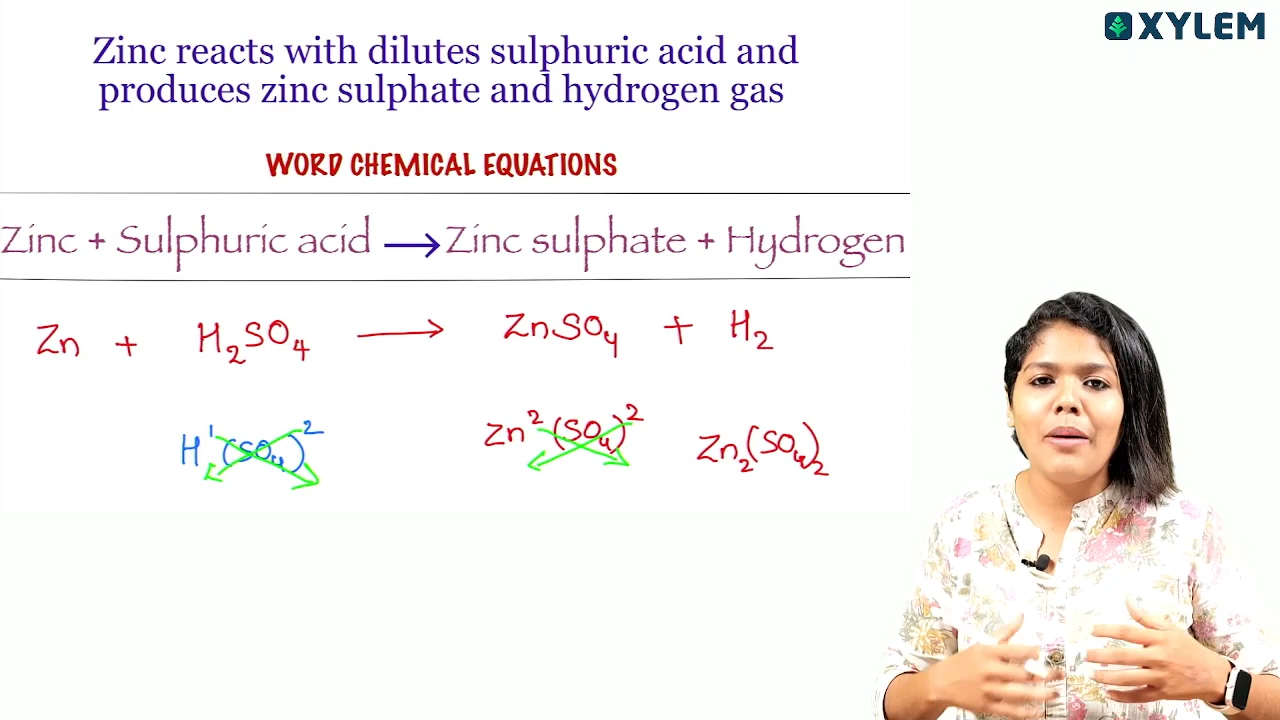 XYLEM
Zinc reacts with dilutes sulphuric acid and
produces zinc sulphate and hydrogen gas
WORD CHEMICAL EQUATIONS
Zinc + Sulphuric acid ⟶ Zinc sulphate + Hydrogen
Zn + H₂SO₄ ⟶ ZnSO₄ + H₂
H¹(SO₄)² Zn²(SO₄)² Zn₂(SO₄)₂